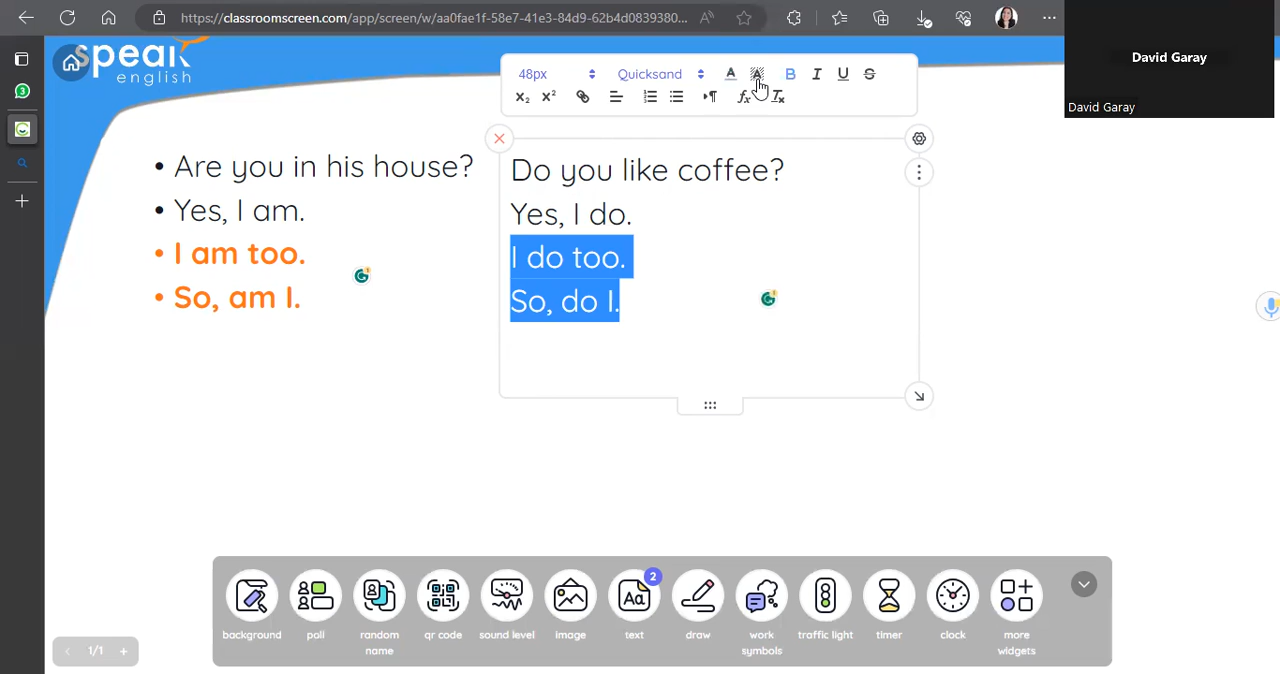 https://classroomscreen.com/app/screen/w/aa0fae1f-58e7-41e3-84d9-62b4d0839380...
David Garay
David Garay
speak
english
48px
Quicksand
• Are you in his house?
• Yes, I am.
• I am too.
• So, am I.
Do you like coffee?
Yes, I do.
I do too.
So, do I.
2
background
poll
random name
qr code
sound level
image
text
draw
work symbols
traffic light
timer
clock
more widgets
1/1